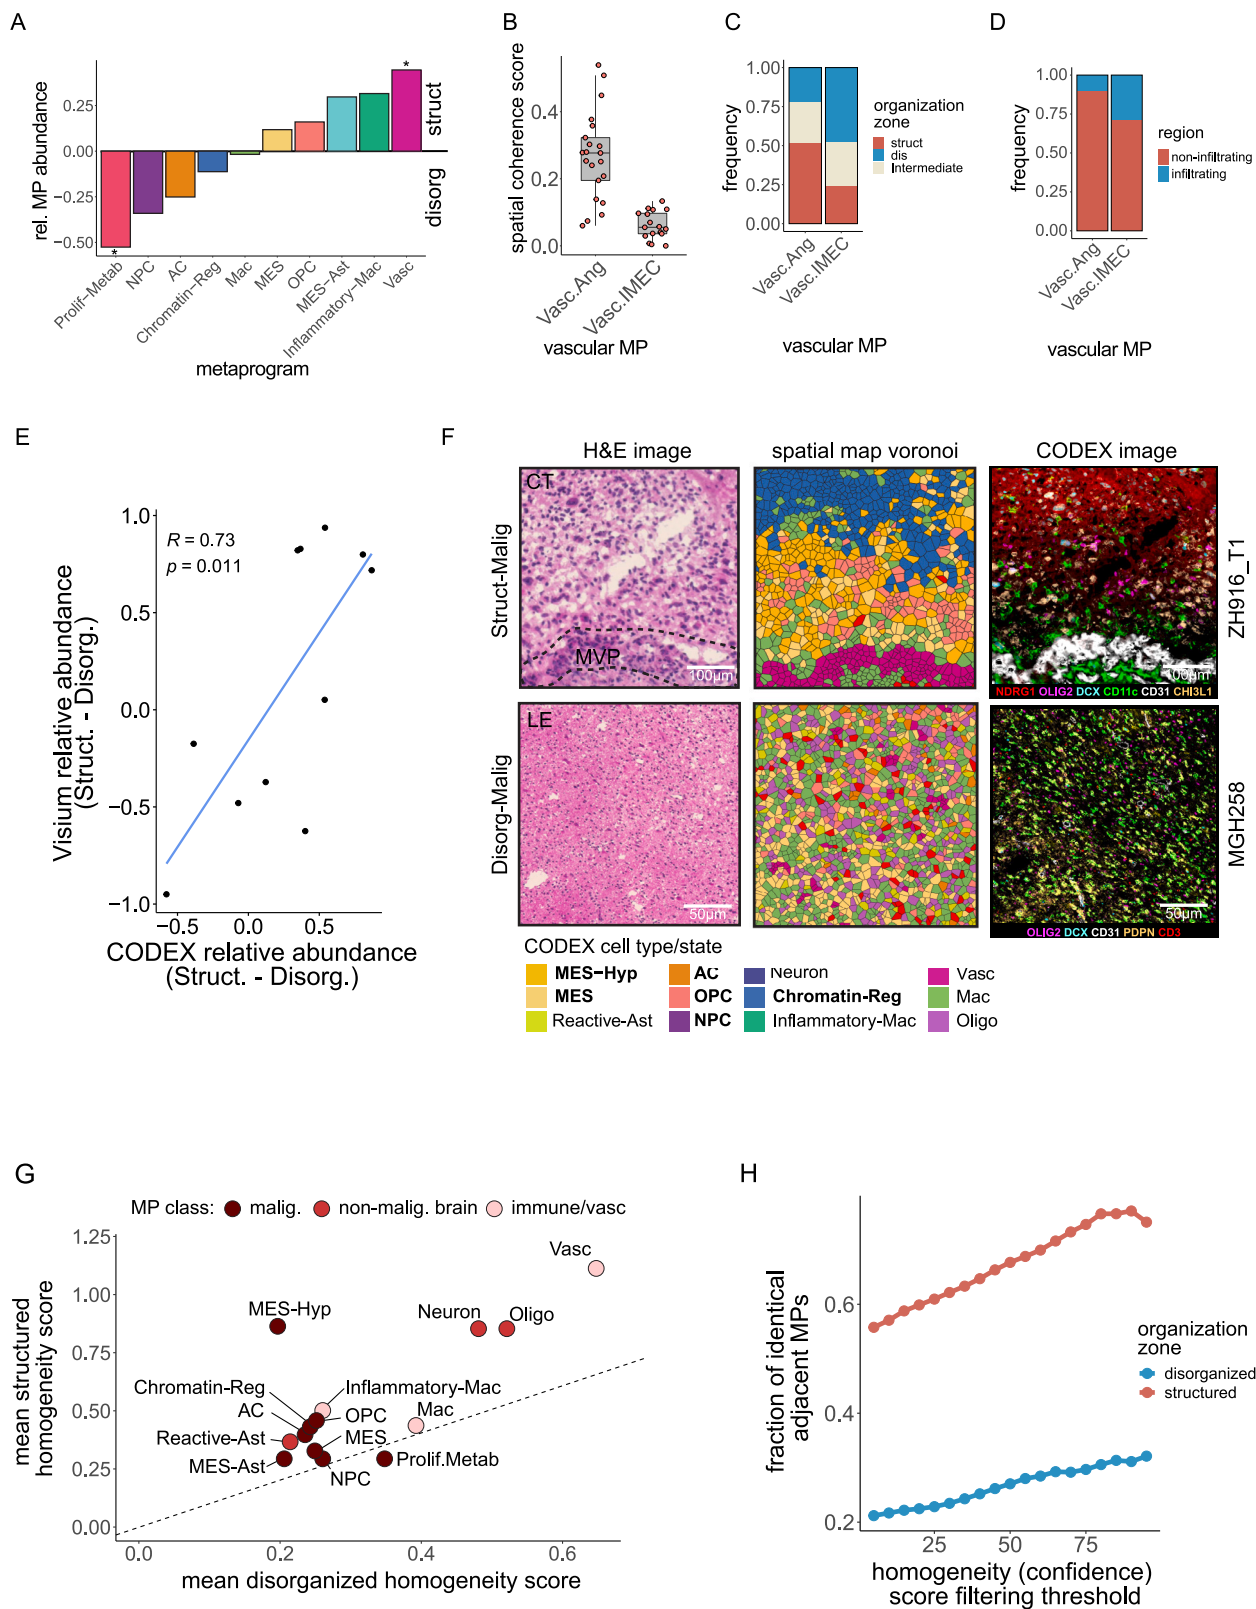 A
rel. MP abundance
0.25
0.00
−0.25
−0.50
*
*
struct
disorg
Prolif−Metab
NPC
AC
Chromatin−Reg
Mac
MES
OPC
MES−Ast
Inflammatory−Mac
Vasc
metaprogram
B
spatial coherence score
0.4
0.2
0.0
Vasc.Ang
Vasc.IMEC
vascular MP
C
frequency
1.00
0.75
0.50
0.25
0.00
Vasc.Ang
Vasc.IMEC
vascular MP
organization
zone
struct
dis
Intermediate
D
frequency
1.00
0.75
0.50
0.25
0.00
Vasc.Ang
Vasc.IMEC
vascular MP
region
non−infiltrating
infiltrating
E
Visium relative abundance
(Struct. - Disorg.)
1.0
0.5
0.0
−0.5
−1.0
R = 0.73
p = 0.011
−0.5
0.0
0.5
CODEX relative abundance
(Struct. - Disorg.)
F
H&E image
spatial map voronoi
CODEX image
Struct-Malig
CT
MVP
100µm
100µm
NDRG1 OLIG2 DCX CD11c CD31 CHI3L1
ZH916_T1
Disorg-Malig
LE
50µm
50µm
OLIG2 DCX CD31 PDPN CD3
MGH258
CODEX cell type/state
MES−Hyp
MES
Reactive-Ast
AC
OPC
NPC
Neuron
Chromatin-Reg
Inflammatory-Mac
Vasc
Mac
Oligo
G
MP class: malig. non-malig. brain immune/vasc
mean structured
homogeneity score
1.25
1.00
0.75
0.50
0.25
0.00
Vasc
MES-Hyp
Neuron
Oligo
Chromatin-Reg
Inflammatory-Mac
AC
OPC
Mac
Reactive-Ast
MES
MES-Ast
NPC
Prolif.Metab
0.0
0.2
0.4
0.6
mean disorganized homogeneity score
H
fraction of identical
adjacent MPs
0.6
0.4
0.2
25
50
75
homogeneity (confidence)
score filtering threshold
organization
zone
disorganized
structured